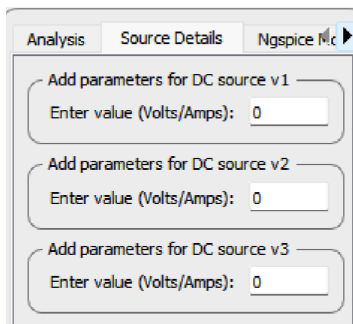 Analysis Source Details Ngspice Mo
Add parameters for DC source v1
Enter value (Volts/Amps): 0
Add parameters for DC source v2
Enter value (Volts/Amps): 0
Add parameters for DC source v3
Enter value (Volts/Amps): 0